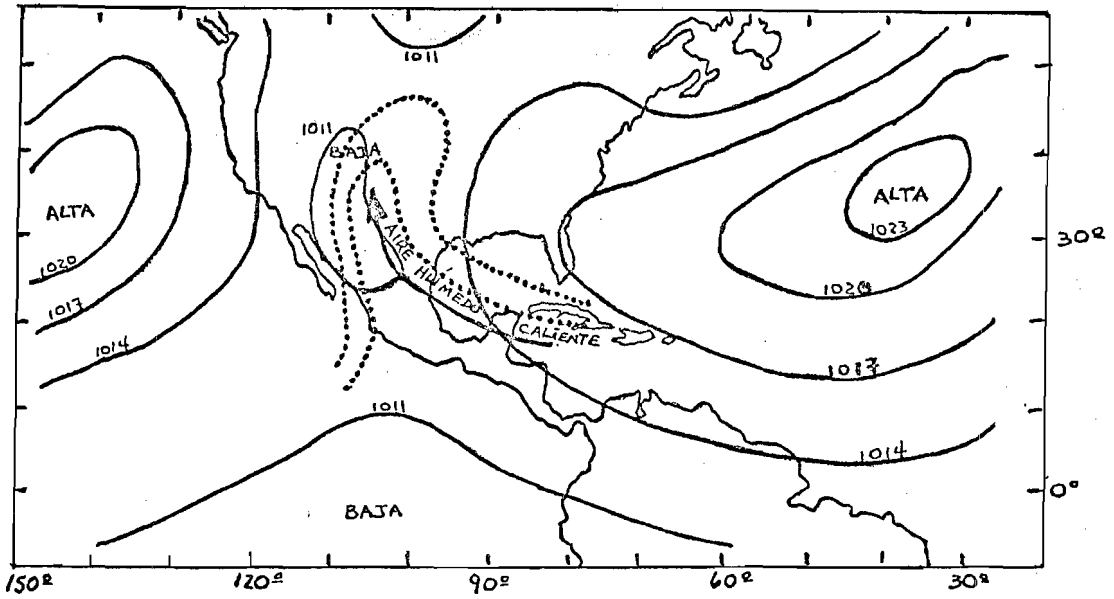 1011
1011
BAJA
ALTA
ALTA
1023
30º
AIRE HUMEDO
1020
1020
1017
CALIENTE
1014
1017
1011
1014
BAJA
0º
150º
120º
90º
60º
30º